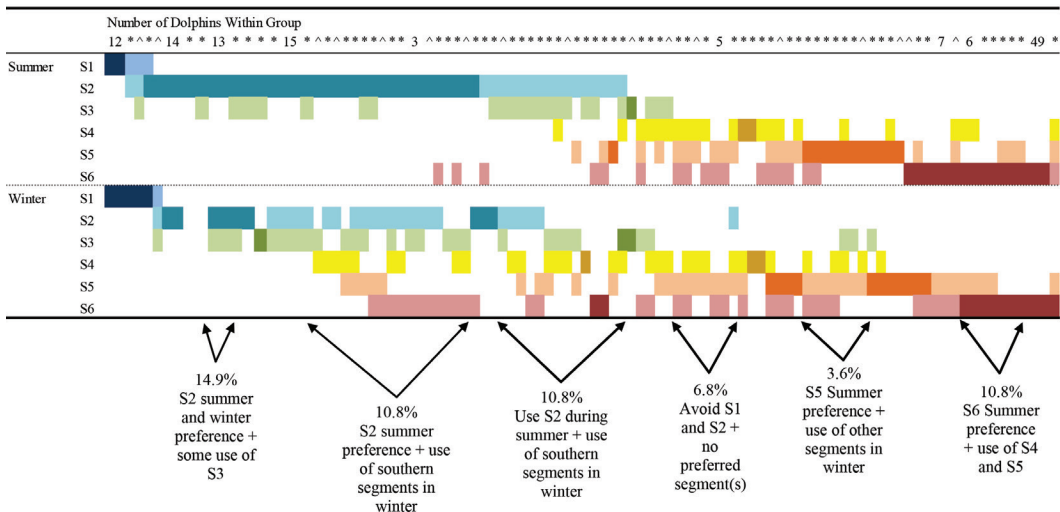 Number of Dolphins Within Group
12 *^*^ 14 ** 13 **** 15 3 5 7 6 ***** 49 *
Summer S1
S2
S3
S4
S5
S6
Winter S1
S2
S3
S4
S5
S6
14.9%
S2 summer
and winter
preference +
some use of
S3
10.8%
S2 summer
preference + use
of southern
segments in
winter
10.8%
Use S2 during
summer + use
of southern
segments in
winter
6.8%
Avoid S1
and S2 +
no
preferred
segment(s)
3.6%
S5 Summer
preference +
use of other
segments in
winter
10.8%
S6 Summer
preference
+ use of S4
and S5